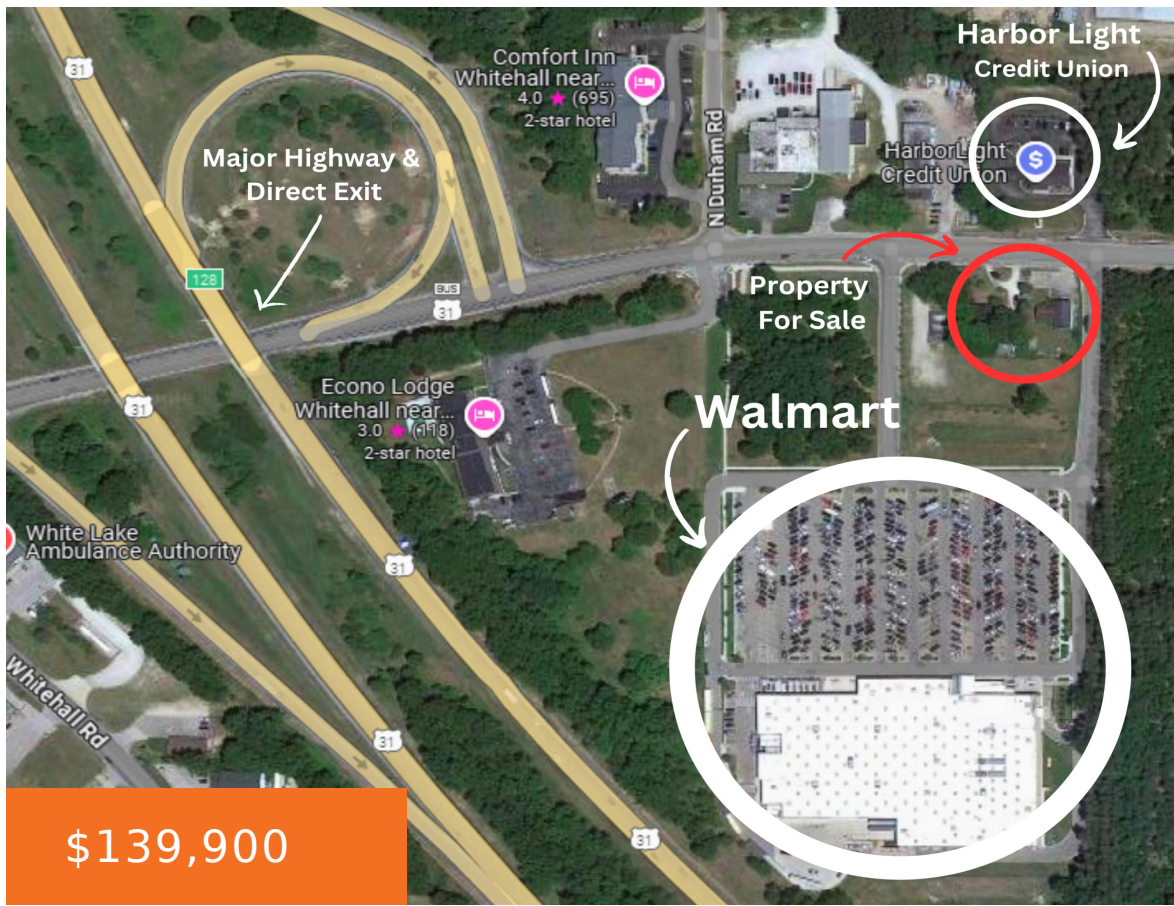 Harbor Light
Credit Union
31
Comfort Inn
Whitehall near...
4.0 ★ (695)
2-star hotel
N Durham Rd
HarborLight
Credit Union
$
Major Highway &
Direct Exit
128
BUS
31
Property
For Sale
31
Econo Lodge
Whitehall near...
3.0 ★ (118)
2-star hotel
Walmart
White Lake
Ambulance Authority
31
Whitehall Rd
31
31
$139,900